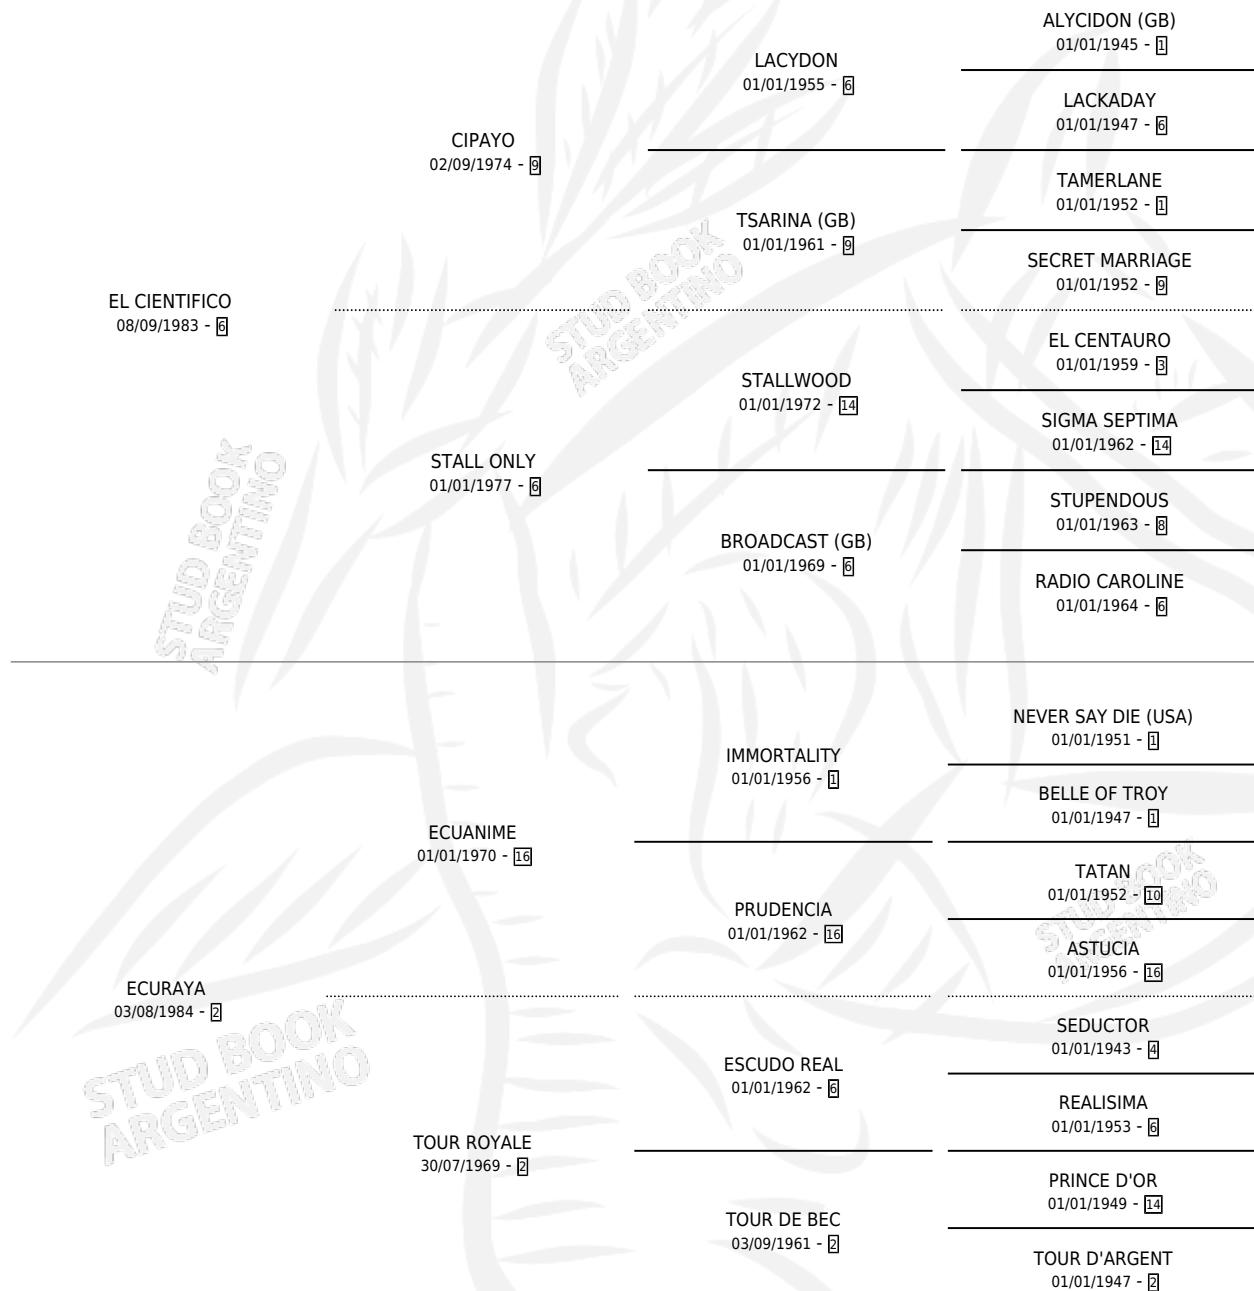 ALYCIDON (GB)
01/01/1945 - 1
LACYDON
01/01/1955 - 6
LACKADAY
01/01/1947 - 6
CIPAYO
02/09/1974 - 9
TAMERLANE
01/01/1952 - 1
TSARINA (GB)
01/01/1961 - 9
SECRET MARRIAGE
01/01/1952 - 9
EL CIENTIFICO
08/09/1983 - 6
EL CENTAURO
01/01/1959 - 3
STALLWOOD
01/01/1972 - 14
SIGMA SEPTIMA
01/01/1962 - 14
STALL ONLY
01/01/1977 - 6
STUPENDOUS
01/01/1963 - 8
BROADCAST (GB)
01/01/1969 - 6
RADIO CAROLINE
01/01/1964 - 6
STUD BOOK
ARGENTINO
STUD BOOK
ARGENTINO
NEVER SAY DIE (USA)
01/01/1951 - 1
IMMORTALITY
01/01/1956 - 1
BELLE OF TROY
01/01/1947 - 1
ECUANIME
01/01/1970 - 16
TATAN
01/01/1952 - 10
PRUDENCIA
01/01/1962 - 16
ASTUCIA
01/01/1956 - 16
ECURAYA
03/08/1984 - 2
SEDUCTOR
01/01/1943 - 4
ESCUDO REAL
01/01/1962 - 6
REALISIMA
01/01/1953 - 6
TOUR ROYALE
30/07/1969 - 2
PRINCE D'OR
01/01/1949 - 14
TOUR DE BEC
03/09/1961 - 2
TOUR D'ARGENT
01/01/1947 - 2
STUD BOOK
ARGENTINO
STUD BOOK
ARGENTINO